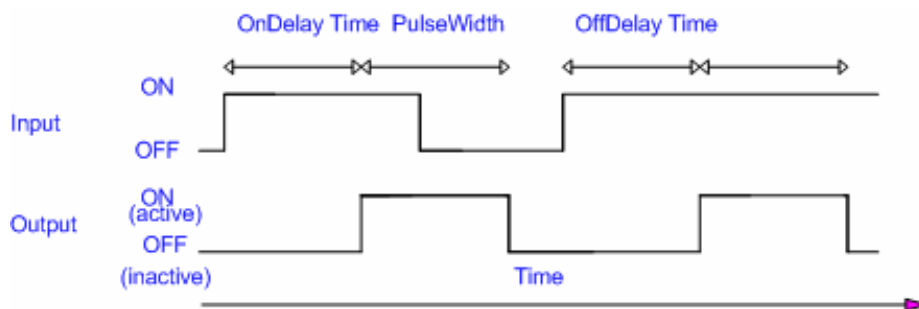 OnDelay Time PulseWidth OffDelay Time
ON
Input
OFF
ON
(active)
Output
OFF
(inactive)
Time